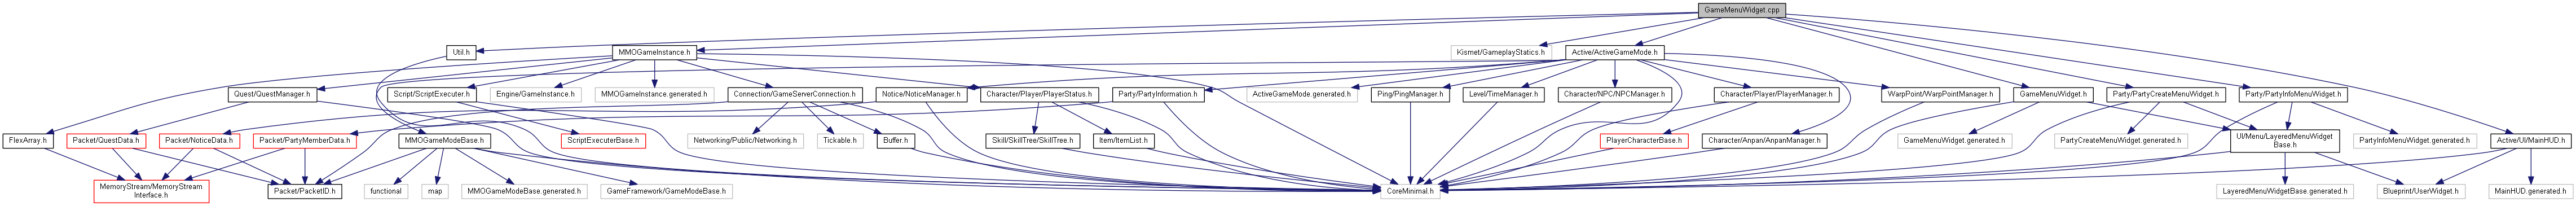 GameMenuWidget.cpp
Util.h
MMOGameInstance.h
Kismet/GameplayStatics.h
Active/ActiveGameMode.h
Quest/QuestManager.h
Script/ScriptExecuter.h
Engine/GameInstance.h
MMOGameInstance.generated.h
Connection/GameServerConnection.h
Notice/NoticeManager.h
Character/Player/PlayerStatus.h
Party/PartyInformation.h
ActiveGameMode.generated.h
Ping/PingManager.h
Level/TimeManager.h
Character/NPC/NPCManager.h
Character/Player/PlayerManager.h
WarpPoint/WarpPointManager.h
GameMenuWidget.h
Party/PartyCreateMenuWidget.h
Party/PartyInfoMenuWidget.h
FlexArray.h
Packet/QuestData.h
Packet/NoticeData.h
Packet/PartyMemberData.h
MMOGameModeBase.h
ScriptExecuterBase.h
Networking/Public/Networking.h
Tickable.h
Buffer.h
Skill/SkillTree/SkillTree.h
Item/ItemList.h
PlayerCharacterBase.h
Character/Anpan/AnpanManager.h
GameMenuWidget.generated.h
PartyCreateMenuWidget.generated.h
UI/Menu/LayeredMenuWidget
Base.h
PartyInfoMenuWidget.generated.h
Active/UI/MainHUD.h
MemoryStream/MemoryStream
Interface.h
Packet/PacketID.h
functional
map
MMOGameModeBase.generated.h
GameFramework/GameModeBase.h
CoreMinimal.h
LayeredMenuWidgetBase.generated.h
Blueprint/UserWidget.h
MainHUD.generated.h